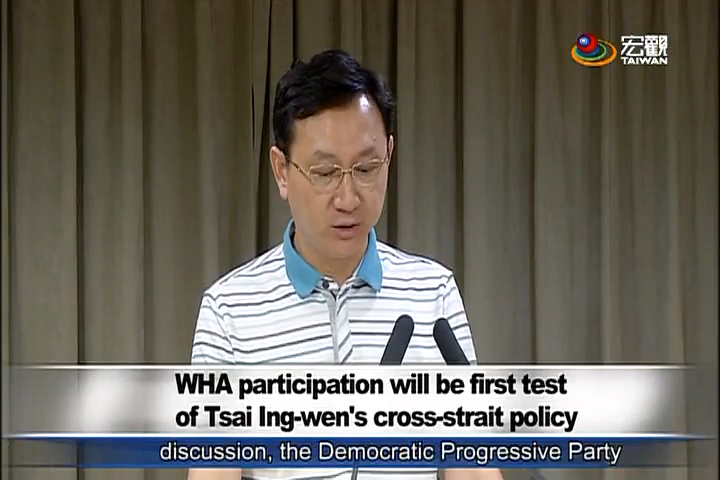 宏觀
TAIWAN
WHA participation will be first test
of Tsai Ing-wen's cross-strait policy
discussion, the Democratic Progressive Party